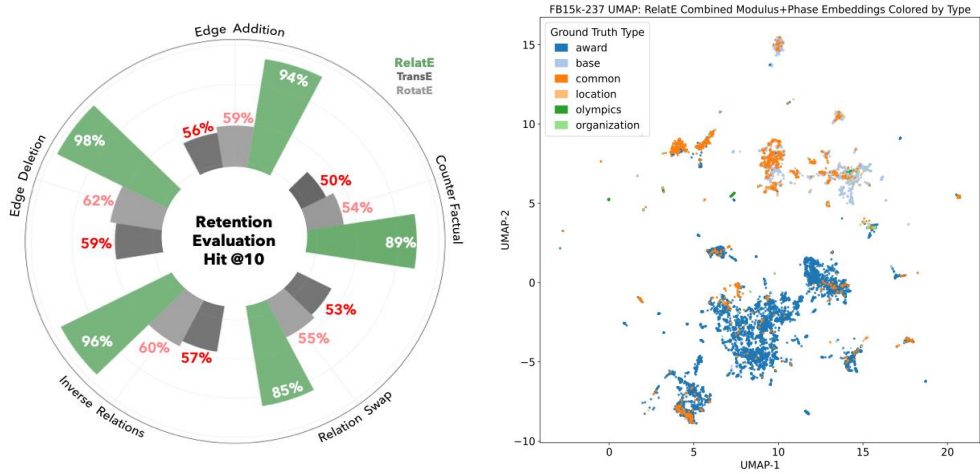 Edge Addition
RelatE
TransE
RotatE
94%
59%
56%
98%
Edge Deletion
62%
59%
50%
54%
89%
Counter Factual
Retention
Evaluation
Hit @10
53%
55%
85%
Relation Swap
96%
60%
57%
Inverse Relations
FB15k-237 UMAP: RelatE Combined Modulus+Phase Embeddings Colored by Type
Ground Truth Type
award
base
common
location
olympics
organization
UMAP-2
15
10
5
0
−5
−10
0
5
10
15
20
UMAP-1